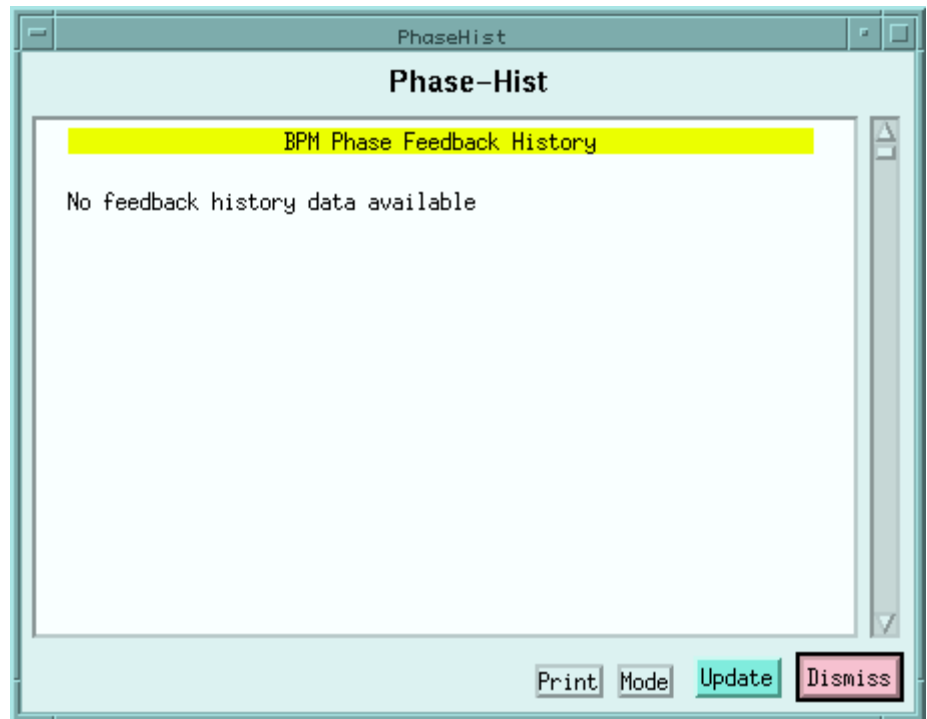 PhaseHist
Phase-Hist
BPM Phase Feedback History
No feedback history data available
Print Mode Update Dismiss